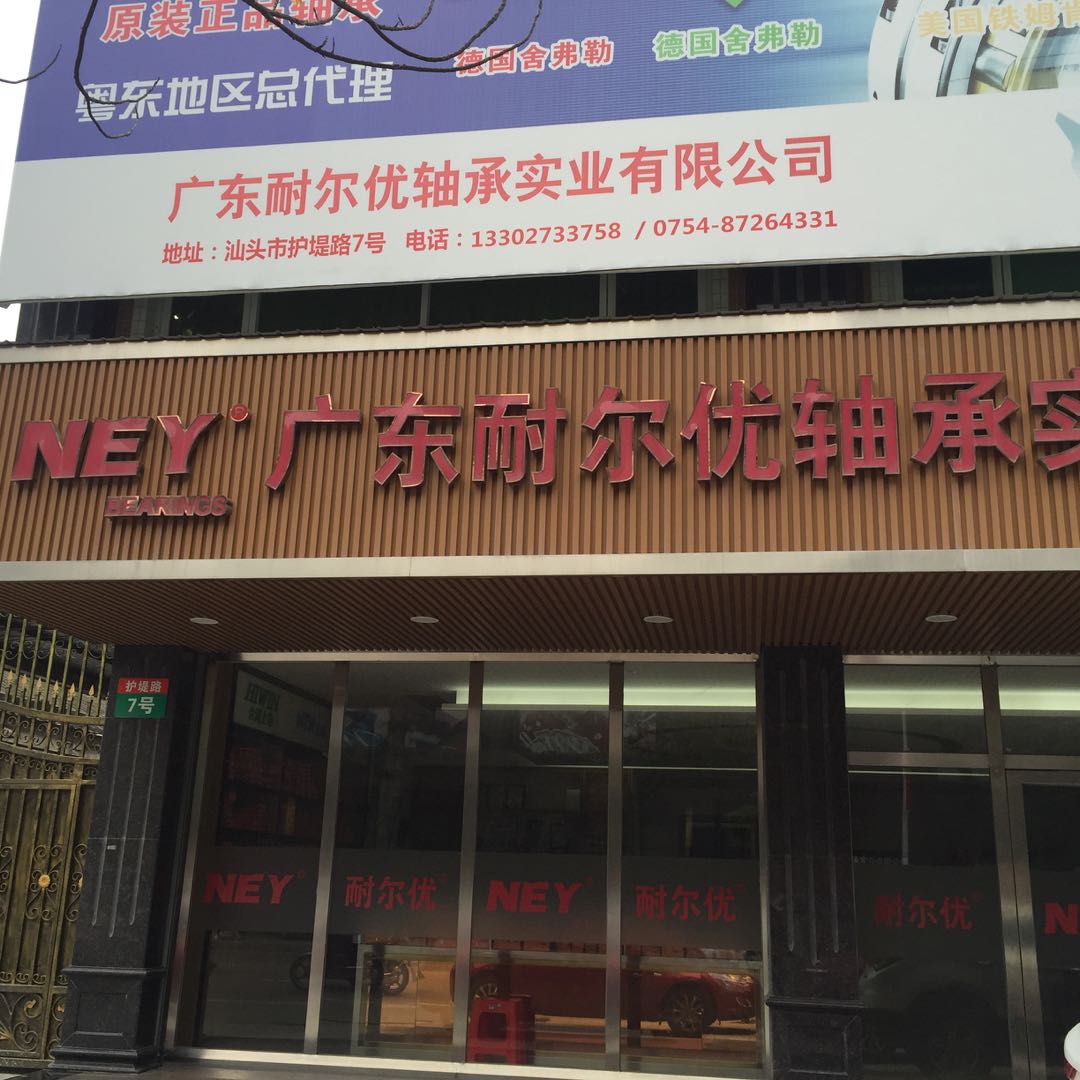 原装正品轴承
粤东地区总代理
德国舍弗勒
德国舍弗勒
美国铁姆肯
广东耐尔优轴承实业有限公司
地址：汕头市护堤路7号 电话：13302733758 / 0754-87264331
NEY® 广东耐尔优轴承实
BEARINGS
护堤路
7号
HIWIN
NEY 耐尔优 NEY 耐尔优 耐尔优 N